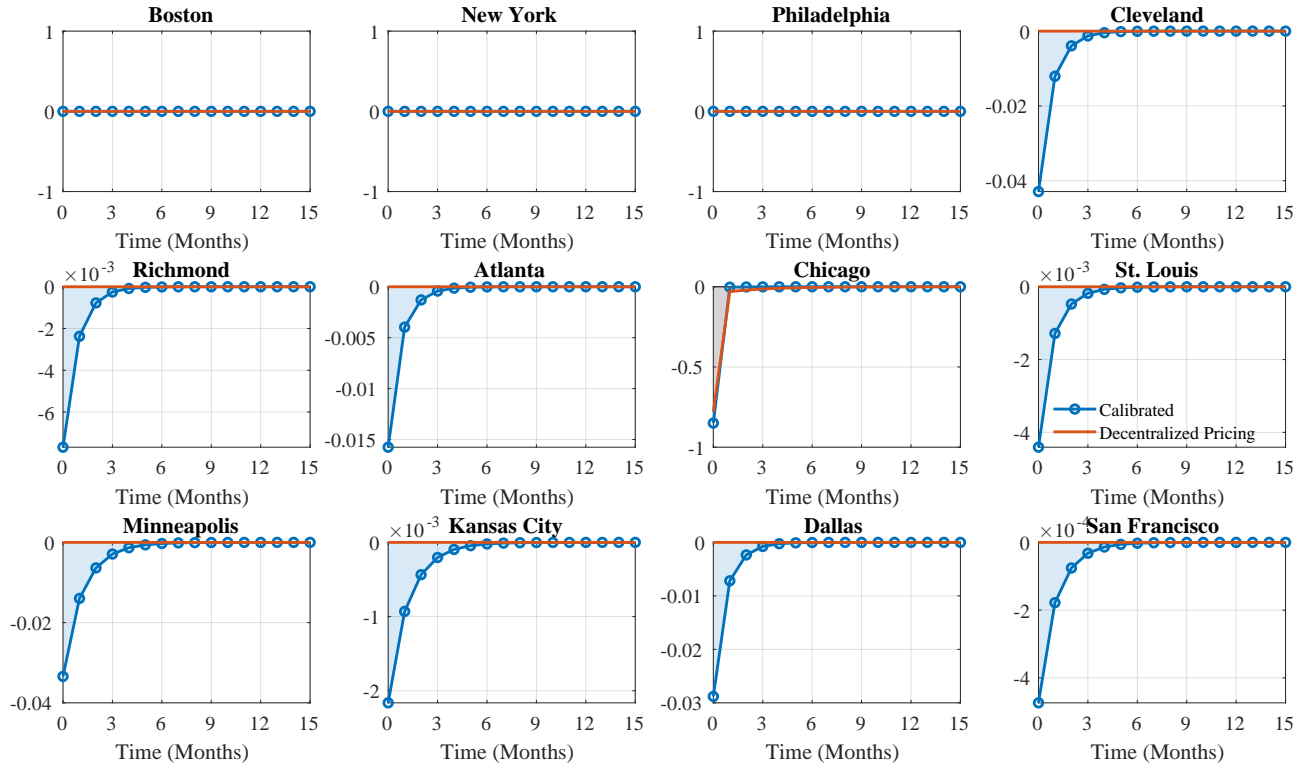 Boston
1
0
-1
0 3 6 9 12 15
Time (Months)
New York
1
0
-1
0 3 6 9 12 15
Time (Months)
Philadelphia
1
0
-1
0 3 6 9 12 15
Time (Months)
Cleveland
0
-0.02
-0.04
0 3 6 9 12 15
Time (Months)
×10⁻³ Richmond
0
-2
-4
-6
0 3 6 9 12 15
Time (Months)
Atlanta
0
-0.005
-0.01
-0.015
0 3 6 9 12 15
Time (Months)
Chicago
0
-0.5
-1
0 3 6 9 12 15
Time (Months)
×10⁻³ St. Louis
0
-2
-4
Calibrated
Decentralized Pricing
0 3 6 9 12 15
Time (Months)
Minneapolis
0
-0.02
-0.04
0 3 6 9 12 15
Time (Months)
×10⁻³ Kansas City
0
-1
-2
0 3 6 9 12 15
Time (Months)
Dallas
0
-0.01
-0.02
-0.03
0 3 6 9 12 15
Time (Months)
×10⁻⁴ San Francisco
0
-2
-4
0 3 6 9 12 15
Time (Months)